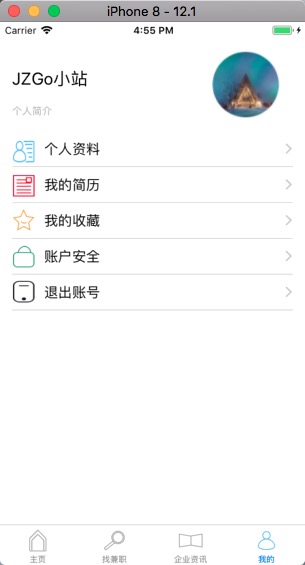 iPhone 8 - 12.1
Carrier 4:55 PM
JZGo小站
个人简介
个人资料
我的简历
我的收藏
账户安全
退出账号
主页 找兼职 企业资讯 我的